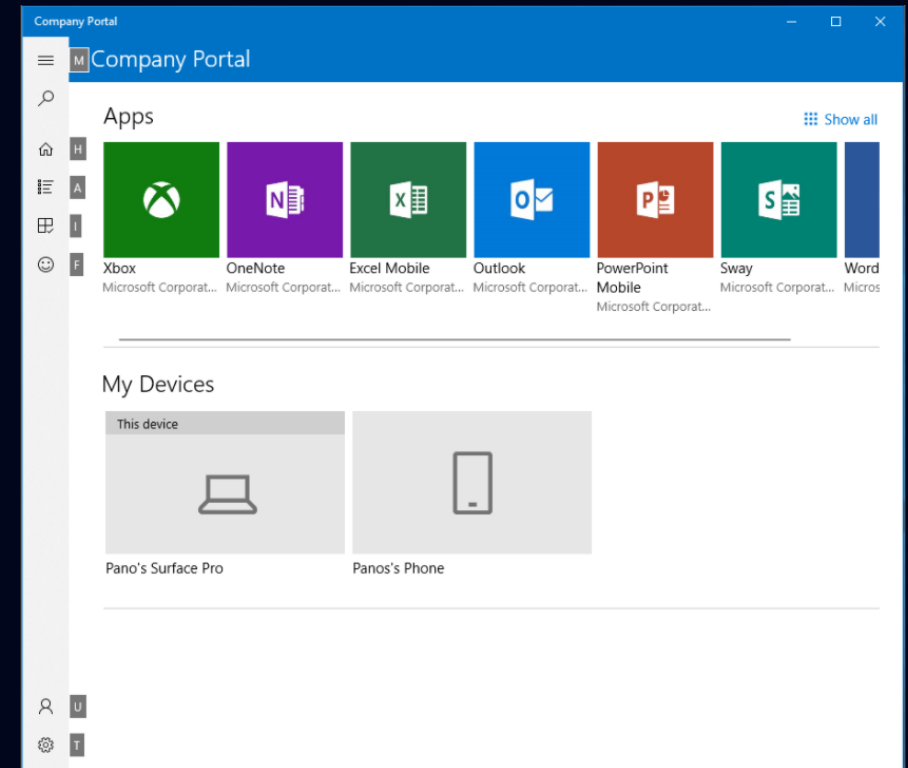 Company Portal
M Company Portal
Apps
Show all
H
A
I
F
N
X
O
P
S
Xbox
OneNote
Excel Mobile
Outlook
PowerPoint
Mobile
Sway
Word
Microsoft Corporat...
Microsoft Corporat...
Microsoft Corporat...
Microsoft Corporat...
Microsoft Corporat...
Microsoft Corporat...
Micros
My Devices
This device
Pano's Surface Pro
Panos's Phone
U
T